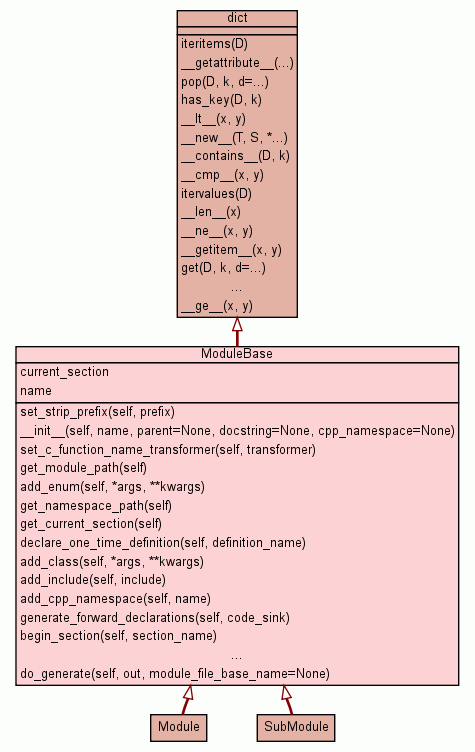 dict
iteritems(D)
__getattribute__(...)
pop(D, k, d=...)
has_key(D, k)
__lt__(x, y)
__new__(T, S, *...)
__contains__(D, k)
__cmp__(x, y)
itervalues(D)
__len__(x)
__ne__(x, y)
__getitem__(x, y)
get(D, k, d=...)
...
__ge__(x, y)
ModuleBase
current_section
name
set_strip_prefix(self, prefix)
__init__(self, name, parent=None, docstring=None, cpp_namespace=None)
set_c_function_name_transformer(self, transformer)
get_module_path(self)
add_enum(self, *args, **kwargs)
get_namespace_path(self)
get_current_section(self)
declare_one_time_definition(self, definition_name)
add_class(self, *args, **kwargs)
add_include(self, include)
add_cpp_namespace(self, name)
generate_forward_declarations(self, code_sink)
begin_section(self, section_name)
...
do_generate(self, out, module_file_base_name=None)
Module
SubModule